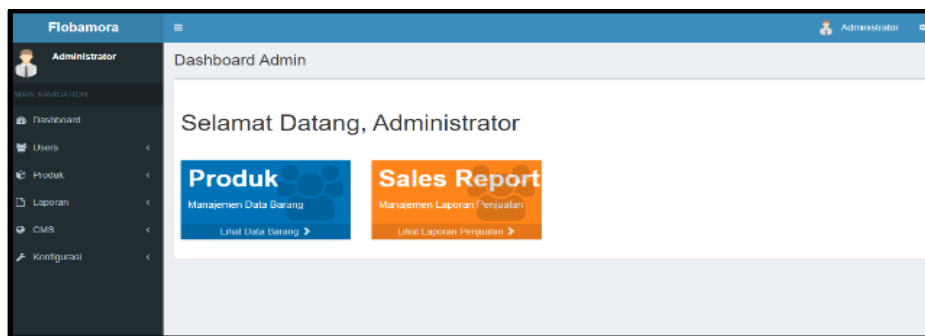 Flobamora
Administrator
Administrator
MAIN NAVIGATION
Dashboard
Users
Produk
Laporan
CMS
Konfigurasi
Dashboard Admin
Selamat Datang, Administrator
Produk
Manajemen Data Barang
Lihat Data Barang
Sales Report
Manajemen Laporan Penjualan
Lihat Laporan Penjualan